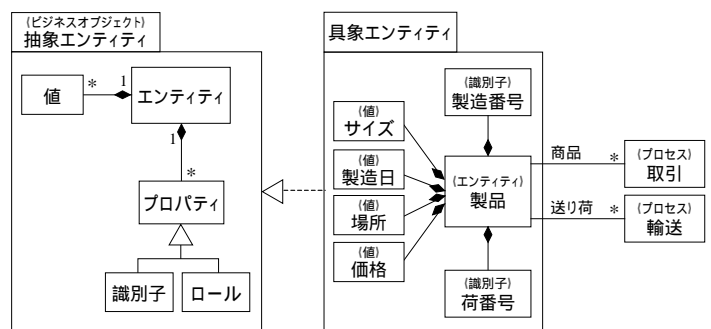 (ビジネスオブジェクト)
抽象エンティティ
値
*
1
エンティティ
1
*
プロパティ
識別子
ロール
具象エンティティ
(値)
サイズ
(値)
製造日
(値)
場所
(値)
価格
(識別子)
製造番号
(エンティティ)
製品
(識別子)
荷番号
商品
*
(プロセス)
取引
送り荷
*
(プロセス)
輸送